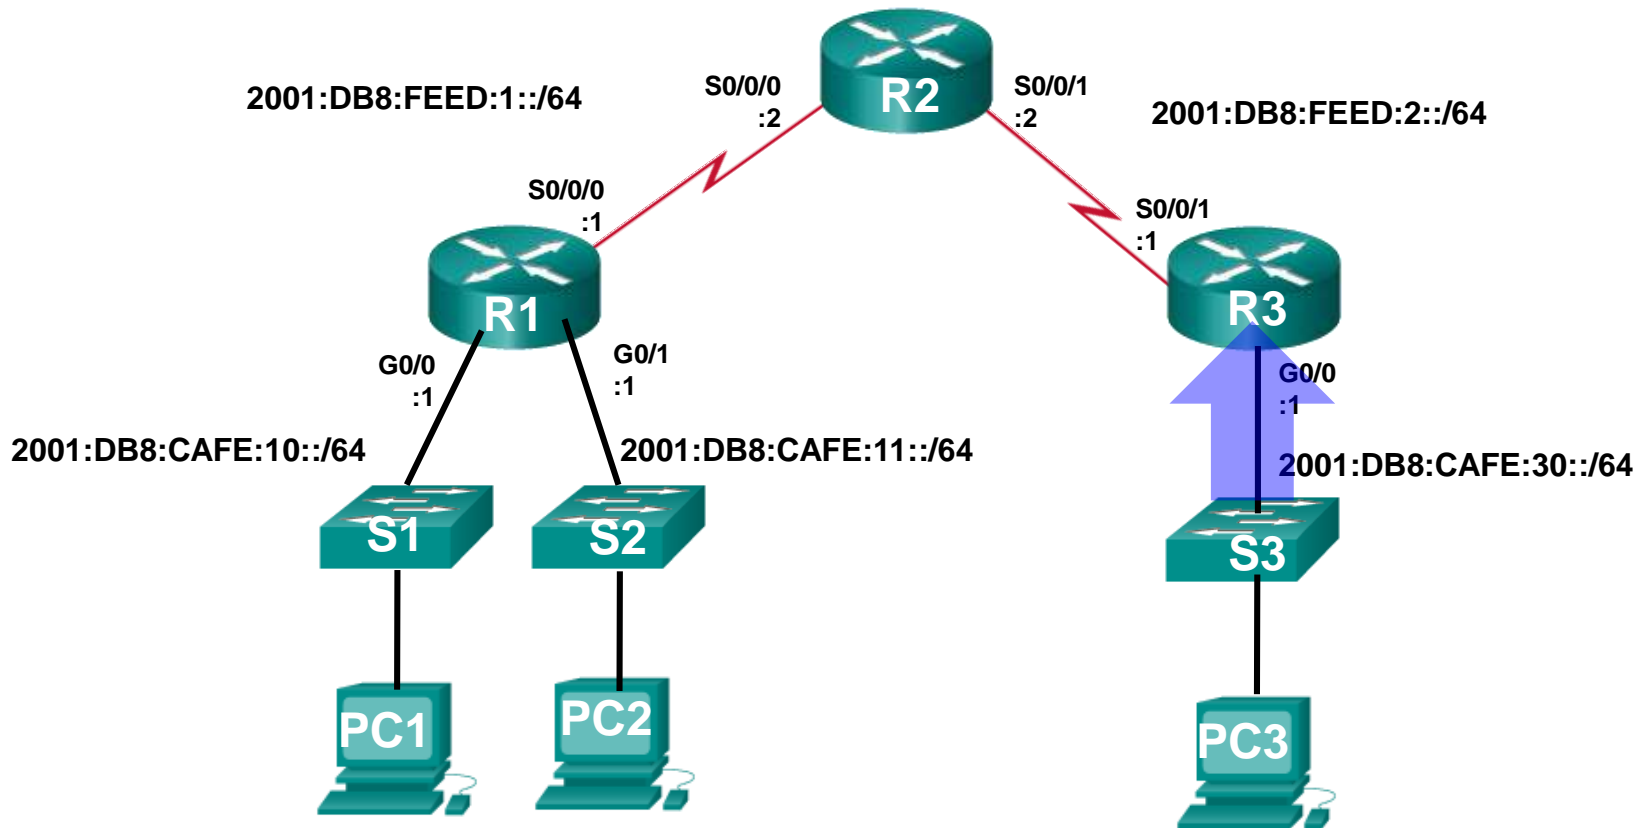 R2
S0/0/0
:2
S0/0/1
:2
2001:DB8:FEED:1::/64
2001:DB8:FEED:2::/64
S0/0/0
:1
S0/0/1
:1
R1
R3
G0/0
:1
G0/1
:1
G0/0
:1
2001:DB8:CAFE:10::/64
2001:DB8:CAFE:11::/64
2001:DB8:CAFE:30::/64
S1
S2
S3
PC1
PC2
PC3